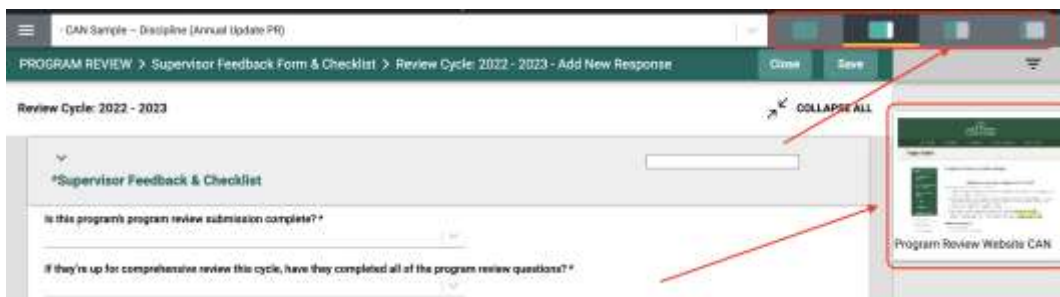 CAN Sample – Discipline (Annual Update PR)
PROGRAM REVIEW > Supervisor Feedback Form & Checklist > Review Cycle: 2022 - 2023 - Add New Response
Close
Save
Review Cycle: 2022 - 2023
COLLAPSE ALL
*Supervisor Feedback & Checklist
Is this program's program review submission complete? *
If they're up for comprehensive review this cycle, have they completed all of the program review questions? *
Program Review Website CAN